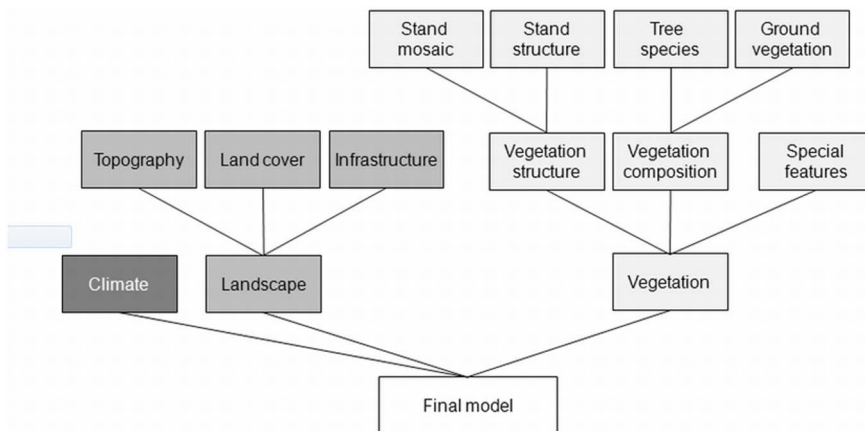 Stand
mosaic
Stand
structure
Tree
species
Ground
vegetation
Topography
Land cover
Infrastructure
Vegetation
structure
Vegetation
composition
Special
features
Climate
Landscape
Vegetation
Final model